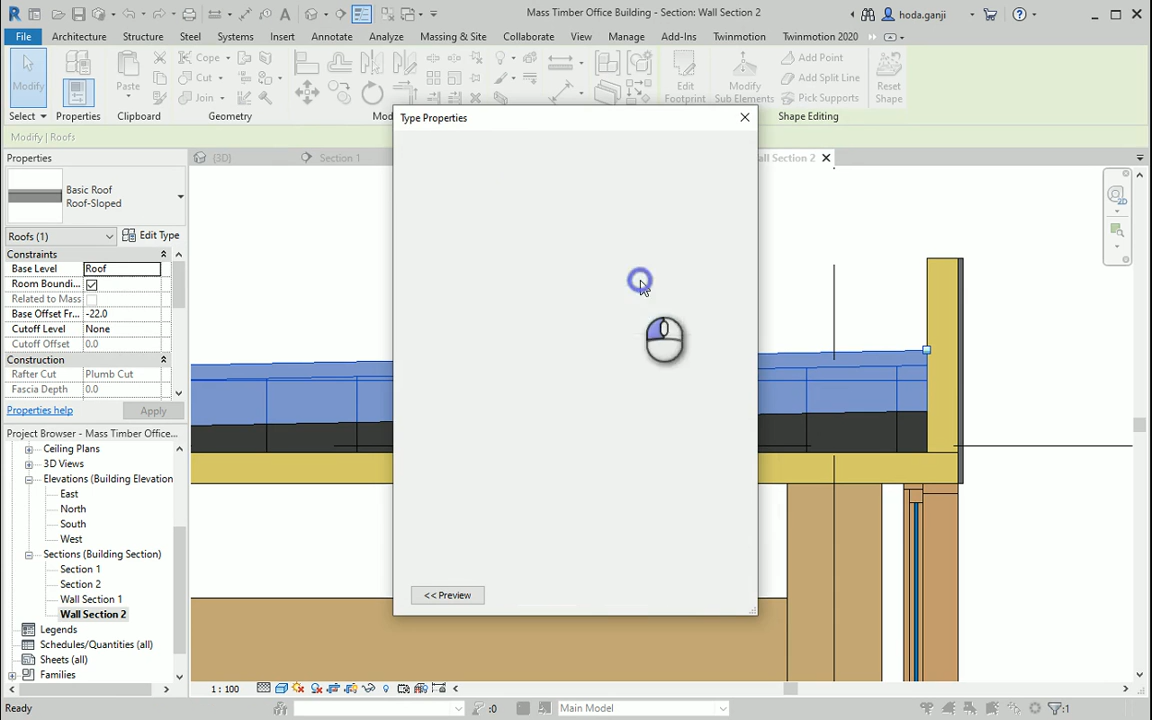 Mass Timber Office Building - Section: Wall Section 2
hoda.ganji
File Architecture Structure Steel Systems Insert Annotate Analyze Massing & Site Collaborate View Manage Add-Ins Twinmotion Twinmotion 2020
Modify
Paste
Cope
Cut
Join
Edit
Footprint
Modify
Sub Elements
Add Point
Add Split Line
Pick Supports
Reset
Shape
Select Properties Clipboard Geometry Shape Editing
Modify | Roofs
Properties
(3D)
Section 1
Wall Section 2
Type Properties
Basic Roof
Roof-Sloped
Roofs (1)
Edit Type
Constraints
Base Level Roof
Room Boundi...
Related to Mass
Base Offset Fr... -22.0
Cutoff Level None
Cutoff Offset 0.0
Construction
Rafter Cut Plumb Cut
Fascia Depth 0.0
Properties help
Apply
Project Browser - Mass Timber Office...
Ceiling Plans
3D Views
Elevations (Building Elevation
East
North
South
West
Sections (Building Section)
Section 1
Section 2
Wall Section 1
Wall Section 2
Legends
Schedules/Quantities (all)
Sheets (all)
Families
<< Preview
1 : 100
Ready
:0
Main Model
:1